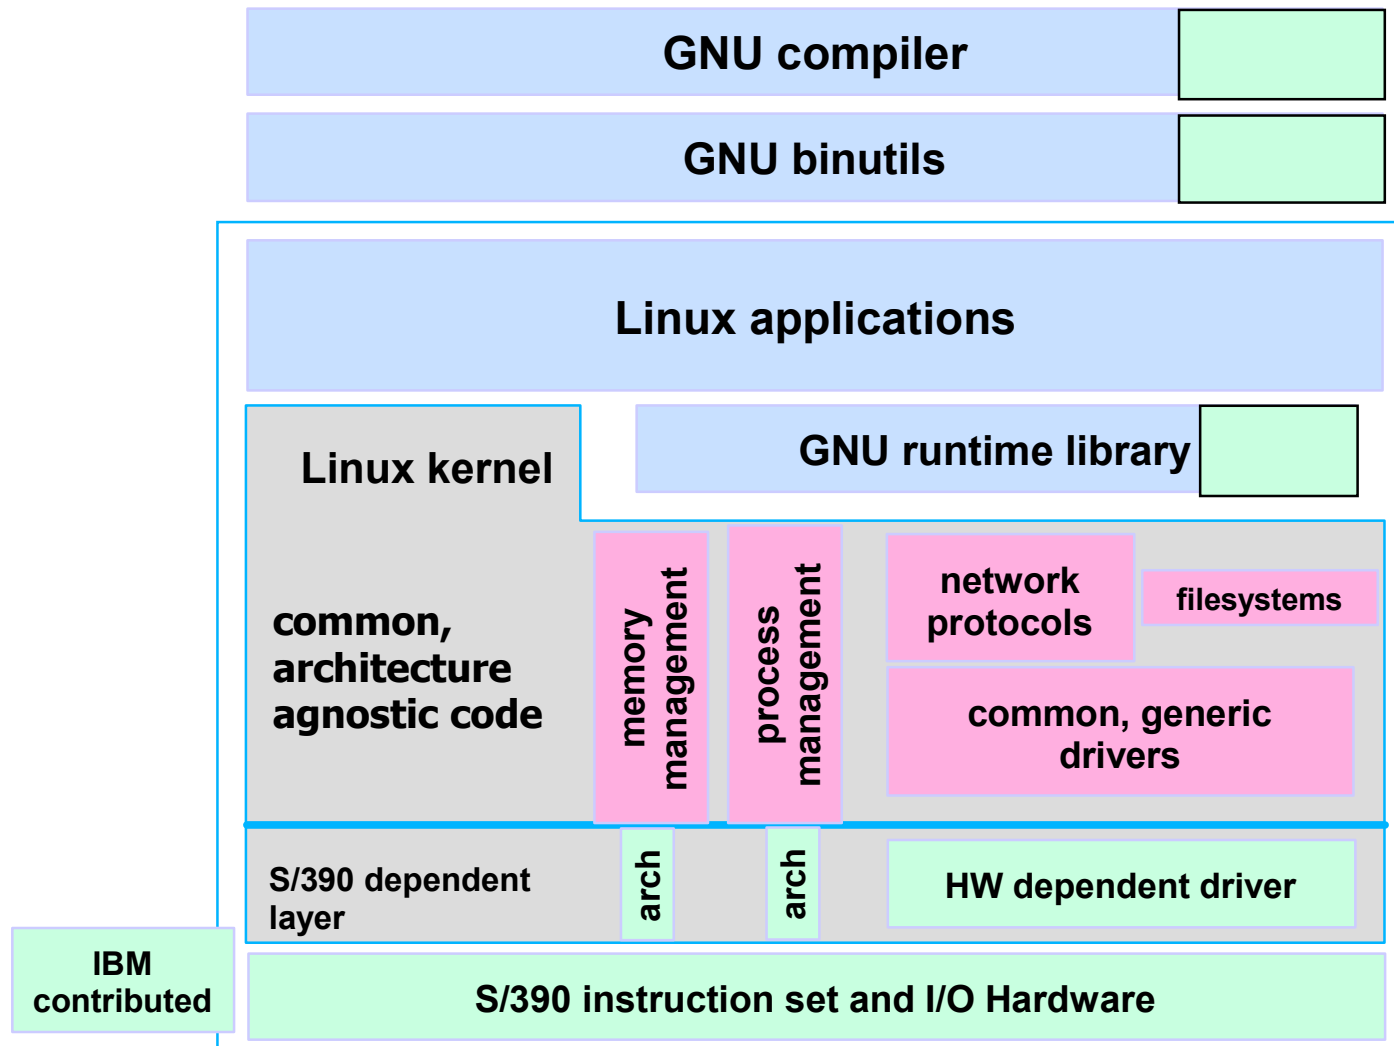 GNU compiler
GNU binutils
Linux applications
Linux kernel
GNU runtime library
common,
architecture
agnostic code
memory
management
process
management
network
protocols
filesystems
common, generic
drivers
S/390 dependent
layer
arch
arch
HW dependent driver
IBM
contributed
S/390 instruction set and I/O Hardware